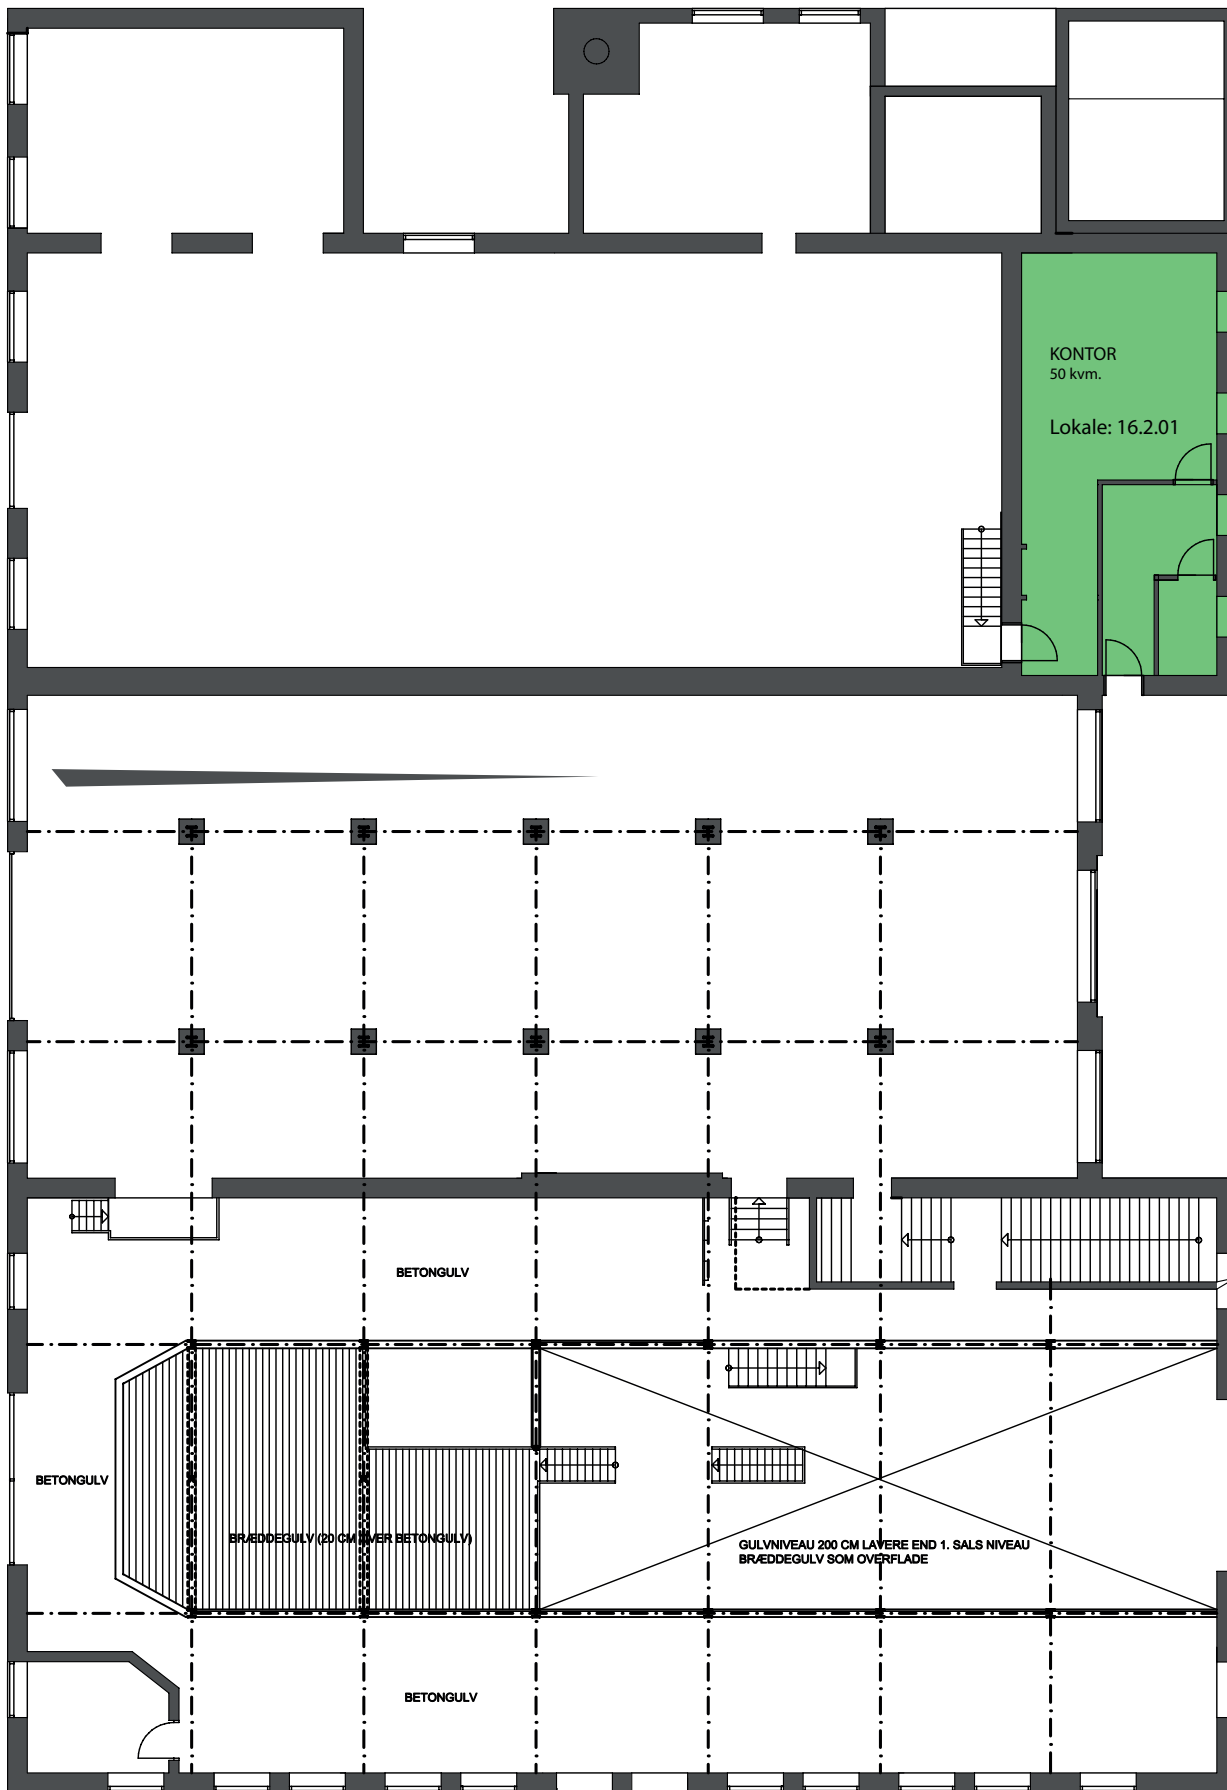 KONTOR
50 kvm.
Lokale: 16.2.01
BETONGULV
BETONGULV
BRÆDDEGULV (20 CM OVER BETONGULV)
GULVNIVEAU 200 CM LAVERE END 1. SALS NIVEAU
BRÆDDEGULV SOM OVERFLADE
BETONGULV